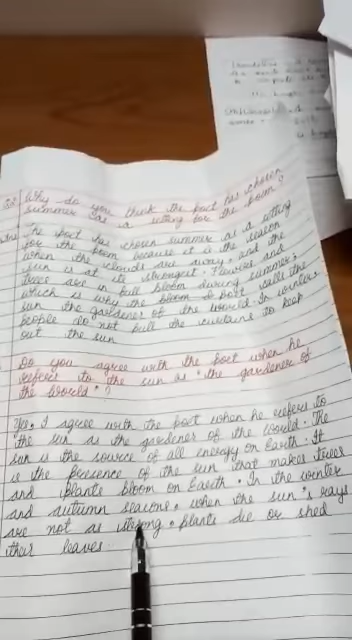 Why do you think the poet has chosen
summer as a setting for the poem?
The poet has chosen summer as a setting
for the poem because it is the season
when the clouds are away, and the
sun is at its strongest. Flowers and
trees are in full bloom during summer,
which is why the poet calls the
sun the gardener of the world. In winter,
people do not pull the curtains to keep
out the sun.
Do you agree with the poet when he
refers to the sun as "the gardener of
the World"?
Yes, I agree with the poet when he refers to
the sun as the gardener of the world. The
sun is the source of all energy on Earth. It
is the presence of the sun that makes trees
and plants bloom on Earth. In the winter
and autumn seasons, when the sun's rays
are not as strong, plants die or shed
their leaves.